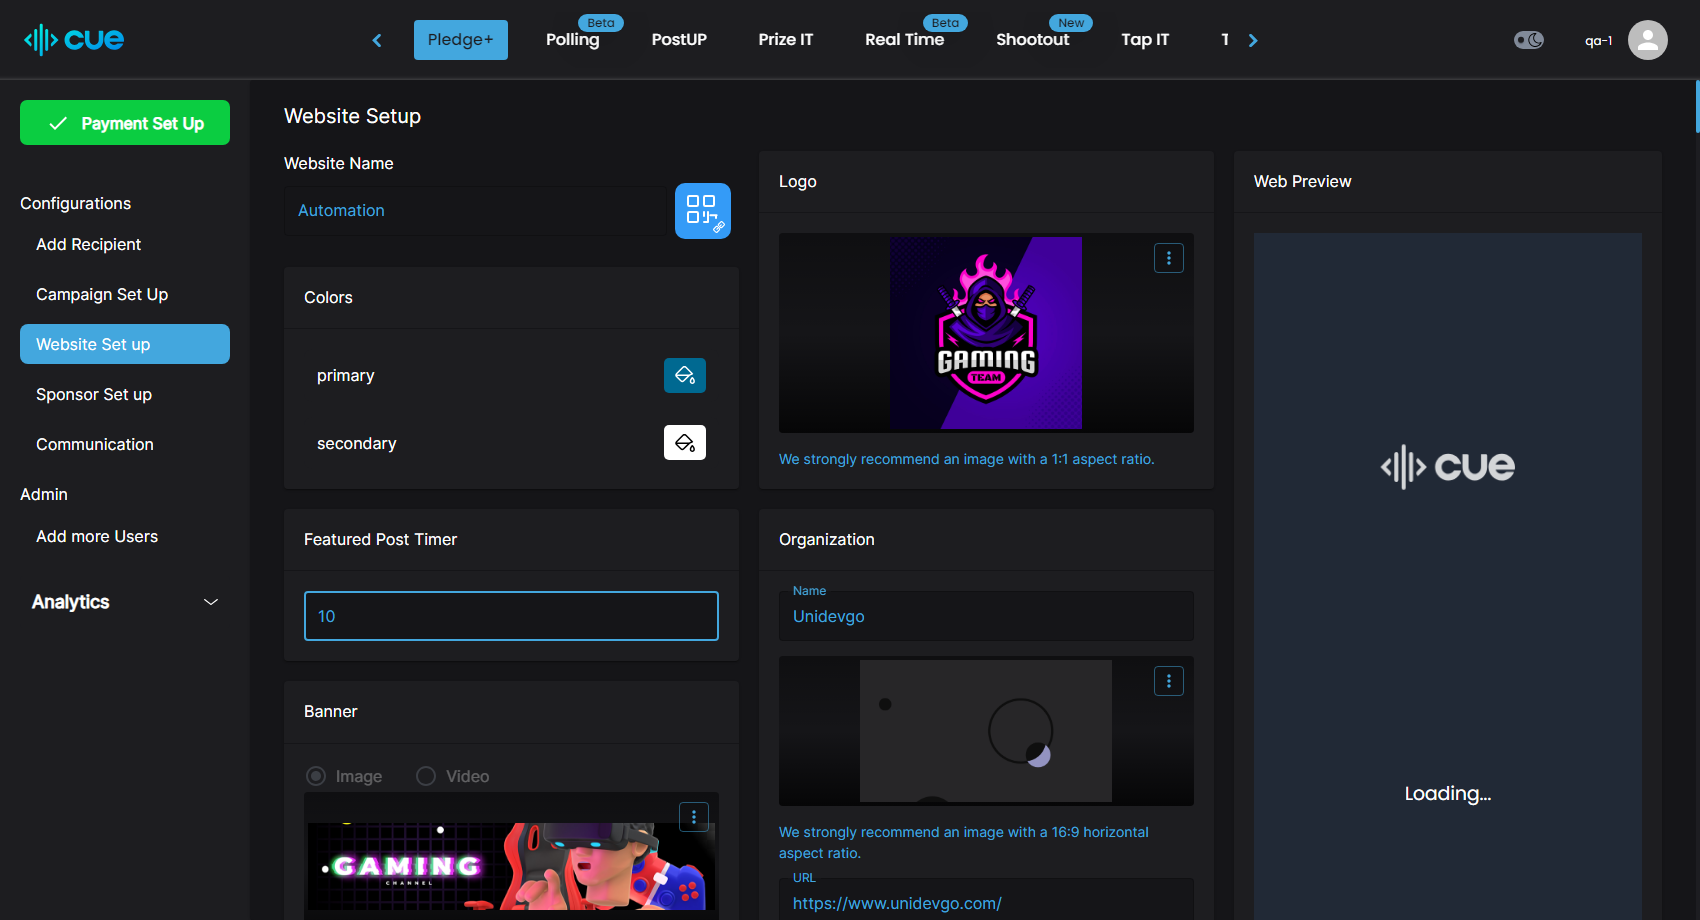 cue
Pledge+
Beta
Polling
PostUP
Prize IT
Beta
Real Time
New
Shootout
Tap IT
T
qa-1
Payment Set Up
Configurations
Add Recipient
Campaign Set Up
Website Set up
Sponsor Set up
Communication
Admin
Add more Users
Analytics
Website Setup
Website Name
Automation
Colors
primary
secondary
Featured Post Timer
10
Banner
Image
Video
GAMING
CHANNEL
Logo
GAMING
TEAM
We strongly recommend an image with a 1:1 aspect ratio.
Organization
Name
Unidevgo
We strongly recommend an image with a 16:9 horizontal
aspect ratio.
URL
https://www.unidevgo.com/
Web Preview
cue
Loading...